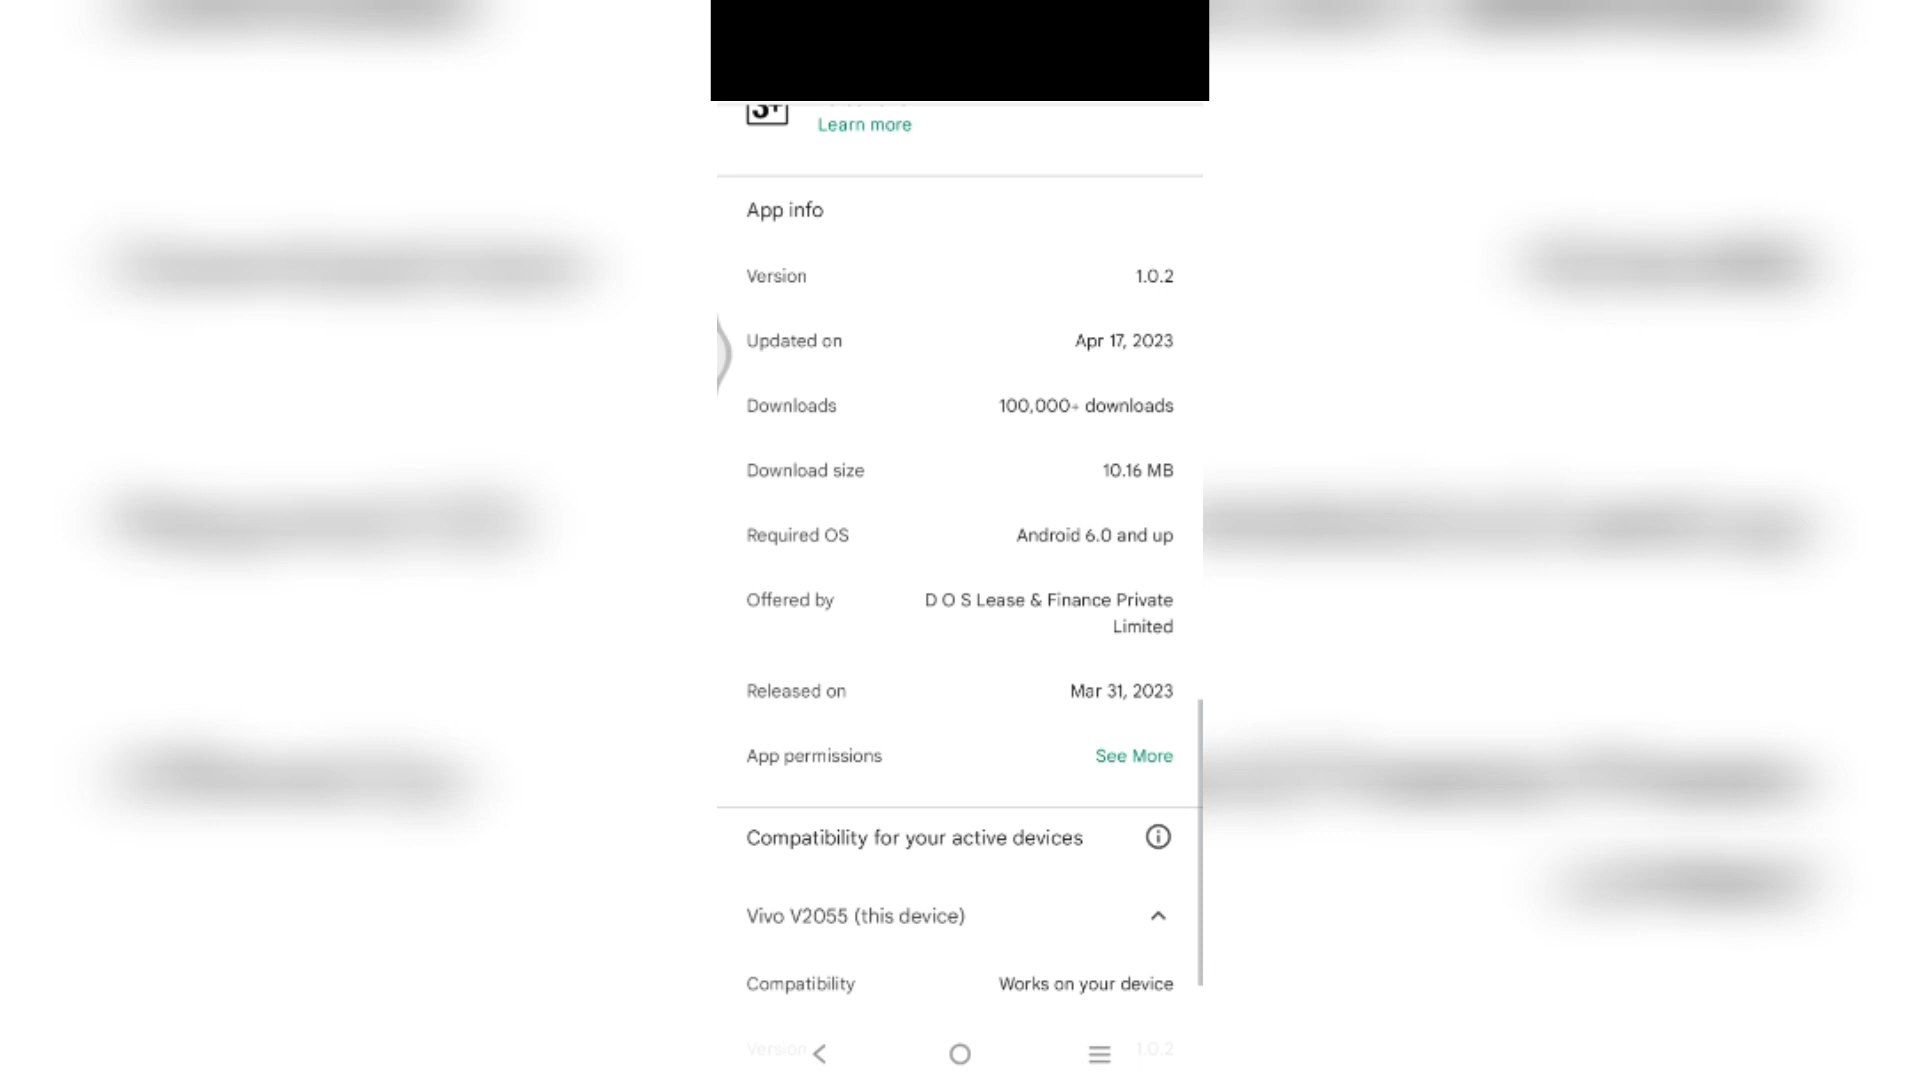 3+
Learn more
App info
Version 1.0.2
Updated on Apr 17, 2023
Downloads 100,000+ downloads
Download size 10.16 MB
Required OS Android 6.0 and up
Offered by D O S Lease & Finance Private
Limited
Released on Mar 31, 2023
App permissions See More
Compatibility for your active devices
Vivo V2055 (this device)
Compatibility Works on your device
Version 1.0.2